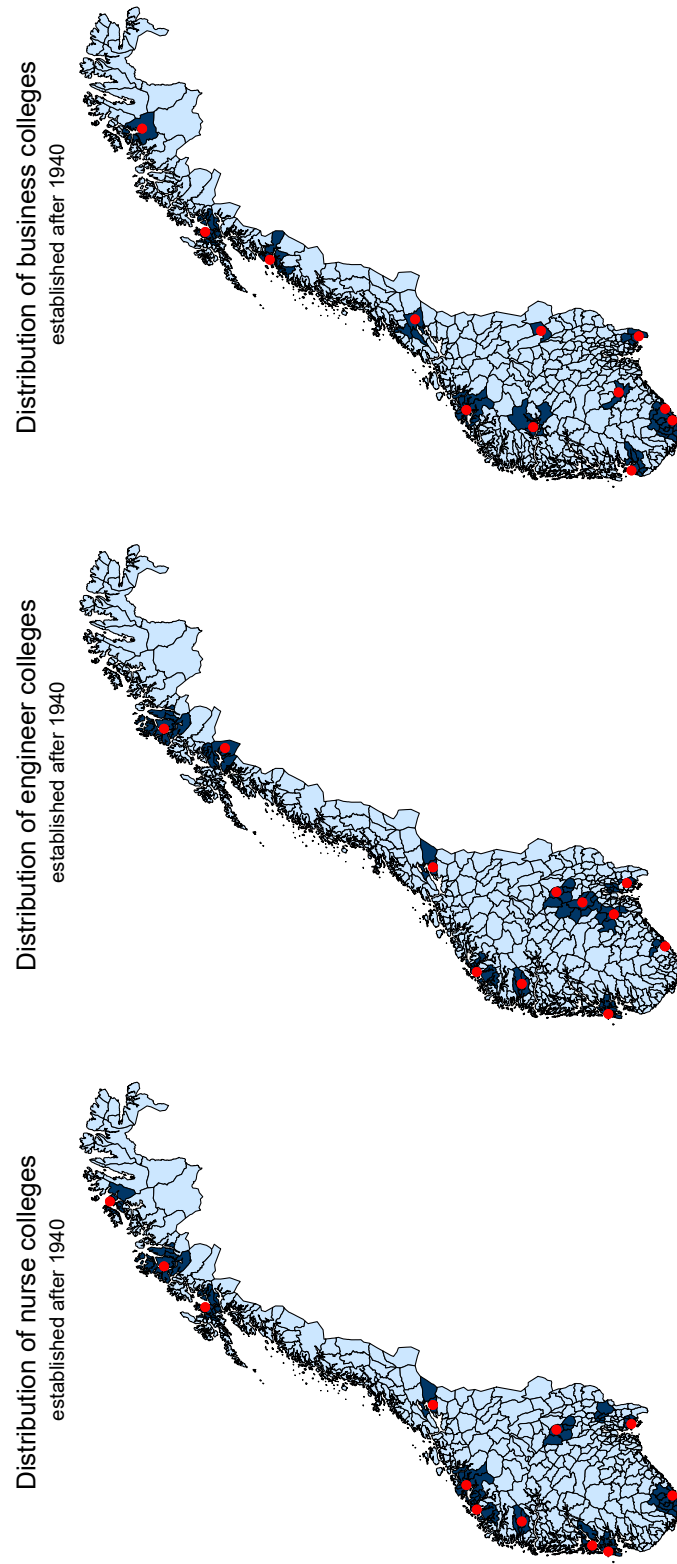 Distribution of nurse colleges
established after 1940
Distribution of engineer colleges
established after 1940
Distribution of business colleges
established after 1940